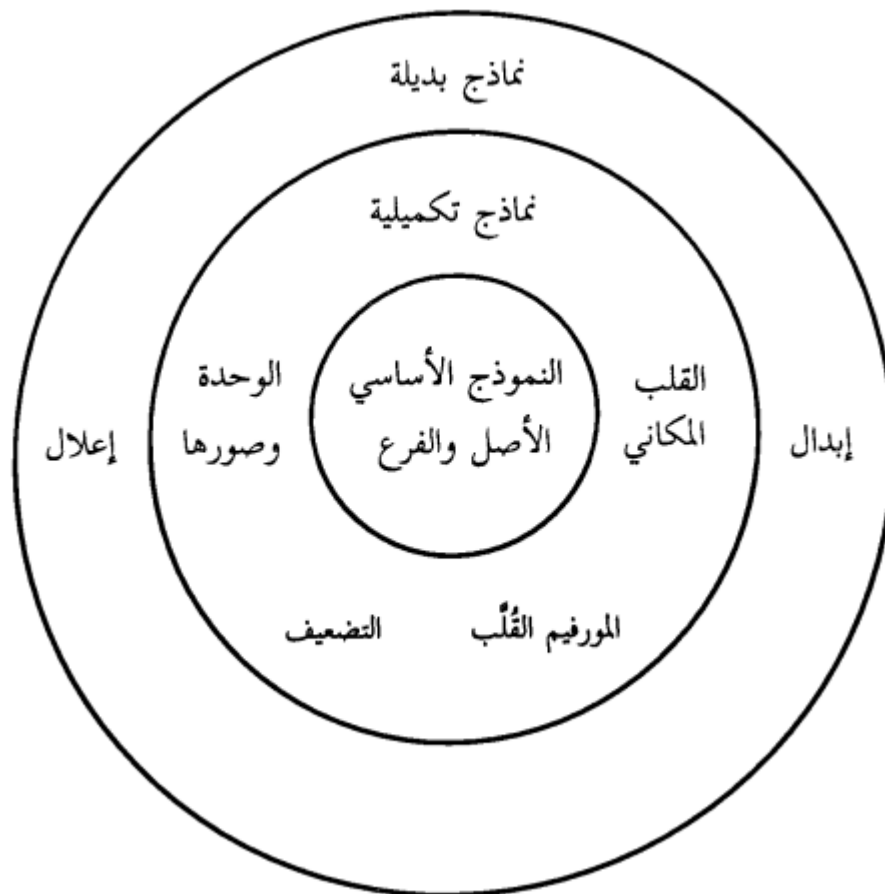 نماذج بديلة
نماذج تكميلية
النموذج الأساسي
الأصل والفرع
القلب
المكاني
الوحدة
وصورها
إبدال
إعلال
المورفيم القُلَّب
التضعيف